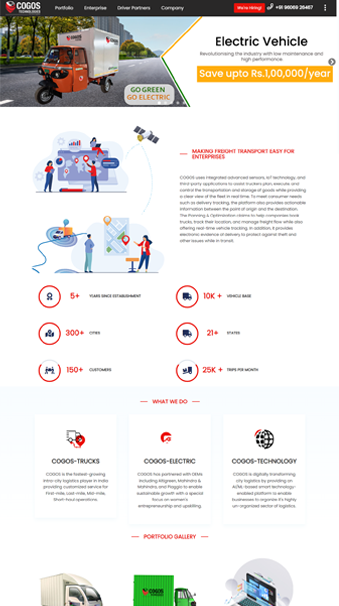 COGOS
TECHNOLOGIES
Portfolio Enterprise Driver Partners Company
We're Hiring! +91 96069 26467
COGOS
Electric Vehicle
Revolutionising the industry with low maintenance and
high performance.
Save upto Rs.1,00,000/year
GO GREEN
GO ELECTRIC
MAKING FREIGHT TRANSPORT EASY FOR
ENTERPRISES
COGOS uses integrated advanced sensors, IoT technology, and
third-party applications to assist truckers plan, execute, and
control the transportation and storage of goods while providing
a clear view of the fleet in real time. To meet consumer needs
such as delivery tracking, the platform also provides actionable
information between the point of origin and the destination.
The Planning & Optimization claims to help companies track
trucks, track their location, and manage freight flow while also
offering real-time vehicle tracking. In addition, it provides
electronic evidence of delivery to protect against theft and
other issues while in transit.
5+ YEARS SINCE ESTABLISHMENT
10K + VEHICLE BASE
300+ CITIES
21+ STATES
150+ CUSTOMERS
25K + TRIPS PER MONTH
WHAT WE DO
COGOS-TRUCKS
COGOS is the fastest-growing
intra-city logistics player in India
providing customized service for
First-mile, Last-mile, Mid-mile,
Short-haul operations.
COGOS-ELECTRIC
COGOS has partnered with OEMs
including Altigreen, Mahindra &
Mahindra, and Piaggio to enable
sustainable growth with a special
focus on women's
entrepreneurship and upskilling.
COGOS-TECHNOLOGY
COGOS is digitally transforming
city logistics by providing an
AI/ML-based smart technology-
enabled platform to enable
businesses to organize it's highly
un-organized sector of logistics.
PORTFOLIO GALLERY
COGOS